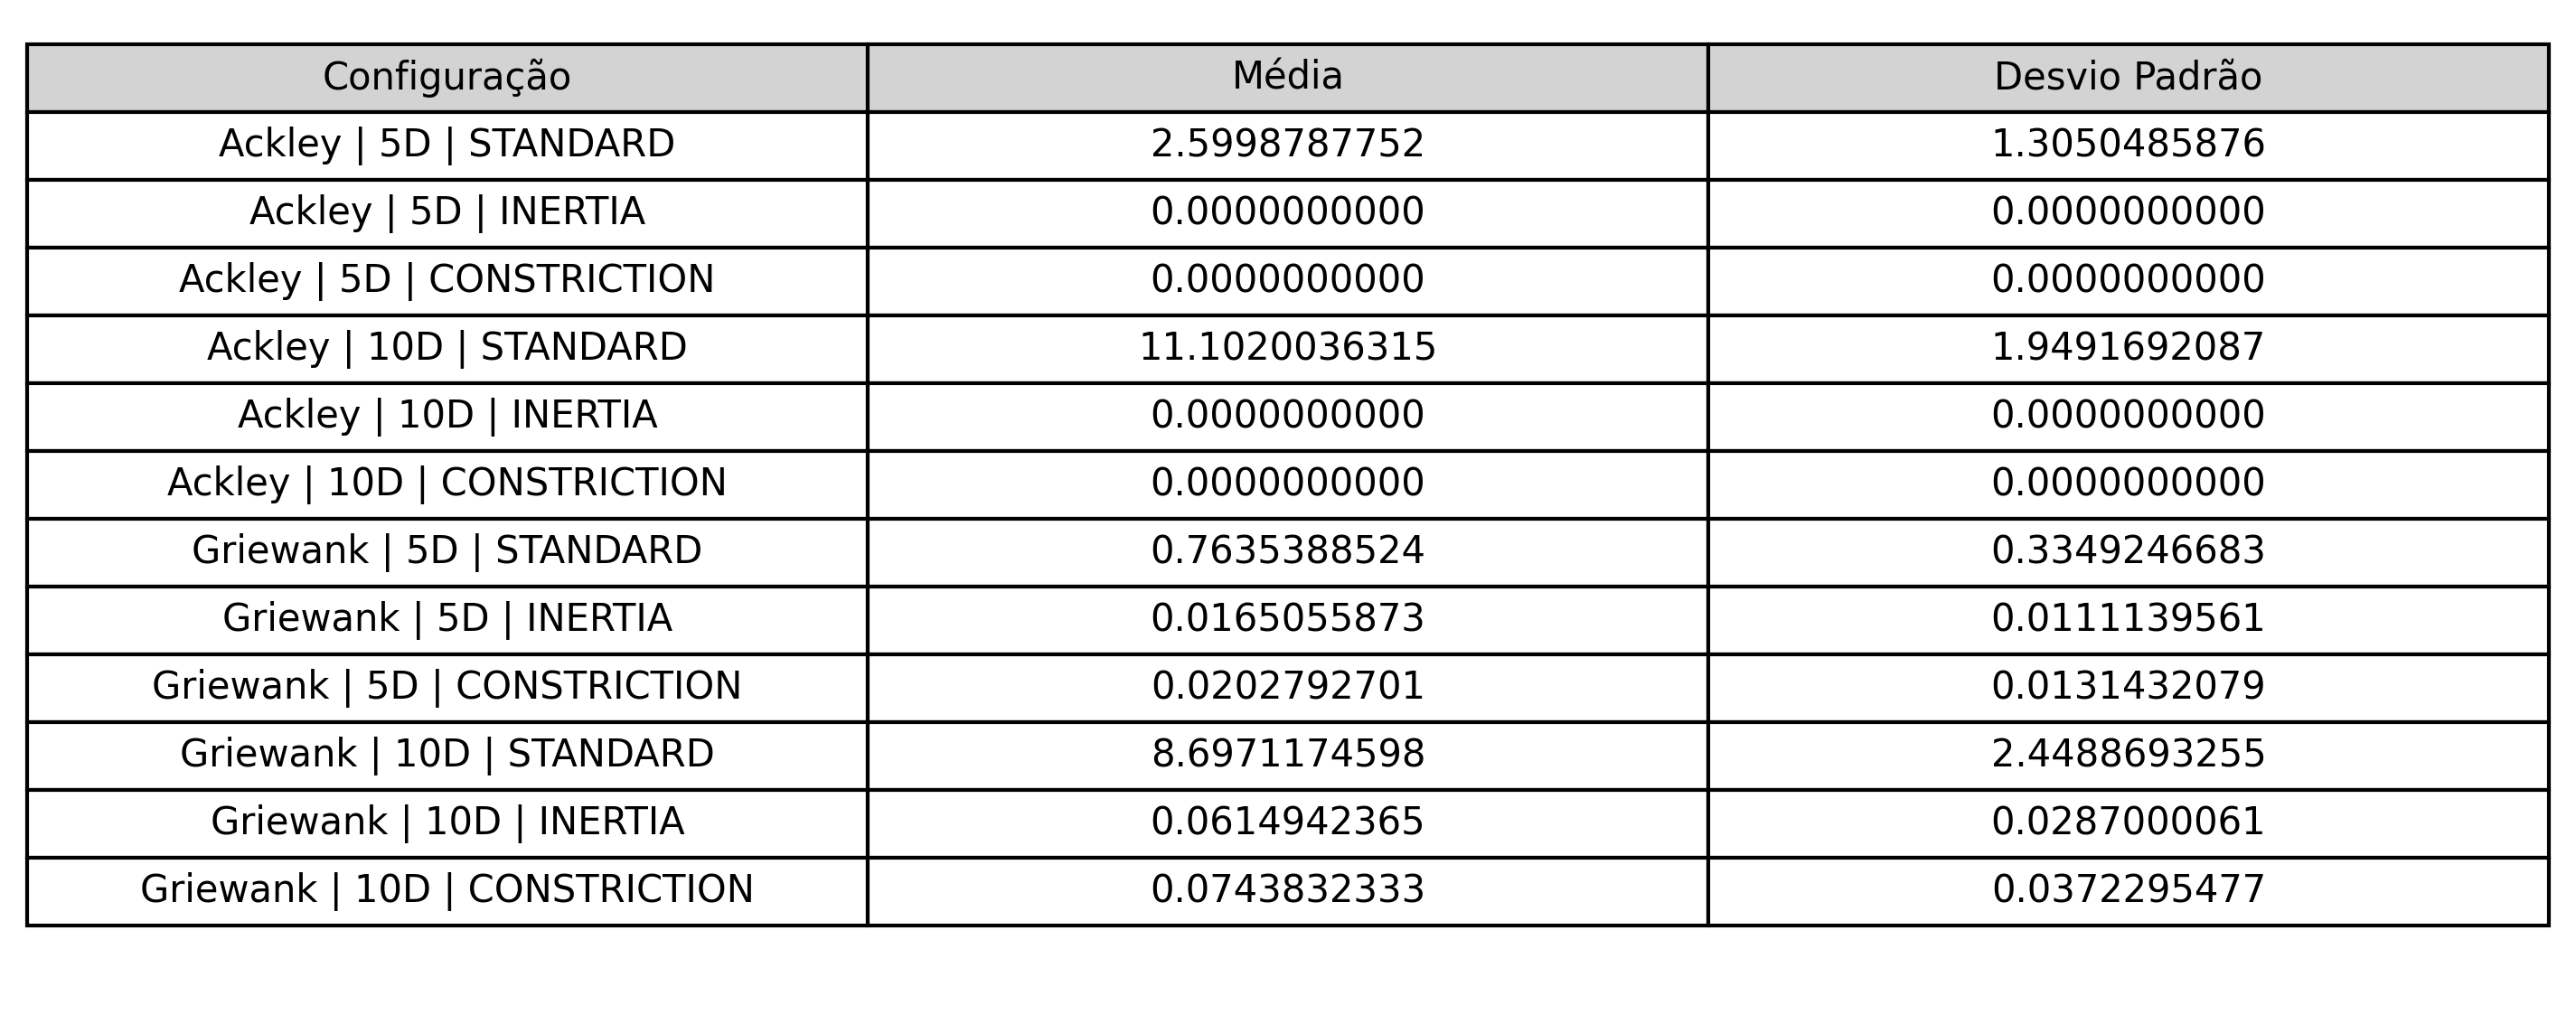 Configuração Média Desvio Padrão
Ackley | 5D | STANDARD 2.5998787752 1.3050485876
Ackley | 5D | INERTIA 0.0000000000 0.0000000000
Ackley | 5D | CONSTRICTION 0.0000000000 0.0000000000
Ackley | 10D | STANDARD 11.1020036315 1.9491692087
Ackley | 10D | INERTIA 0.0000000000 0.0000000000
Ackley | 10D | CONSTRICTION 0.0000000000 0.0000000000
Griewank | 5D | STANDARD 0.7635388524 0.3349246683
Griewank | 5D | INERTIA 0.0165055873 0.0111139561
Griewank | 5D | CONSTRICTION 0.0202792701 0.0131432079
Griewank | 10D | STANDARD 8.6971174598 2.4488693255
Griewank | 10D | INERTIA 0.0614942365 0.0287000061
Griewank | 10D | CONSTRICTION 0.0743832333 0.0372295477